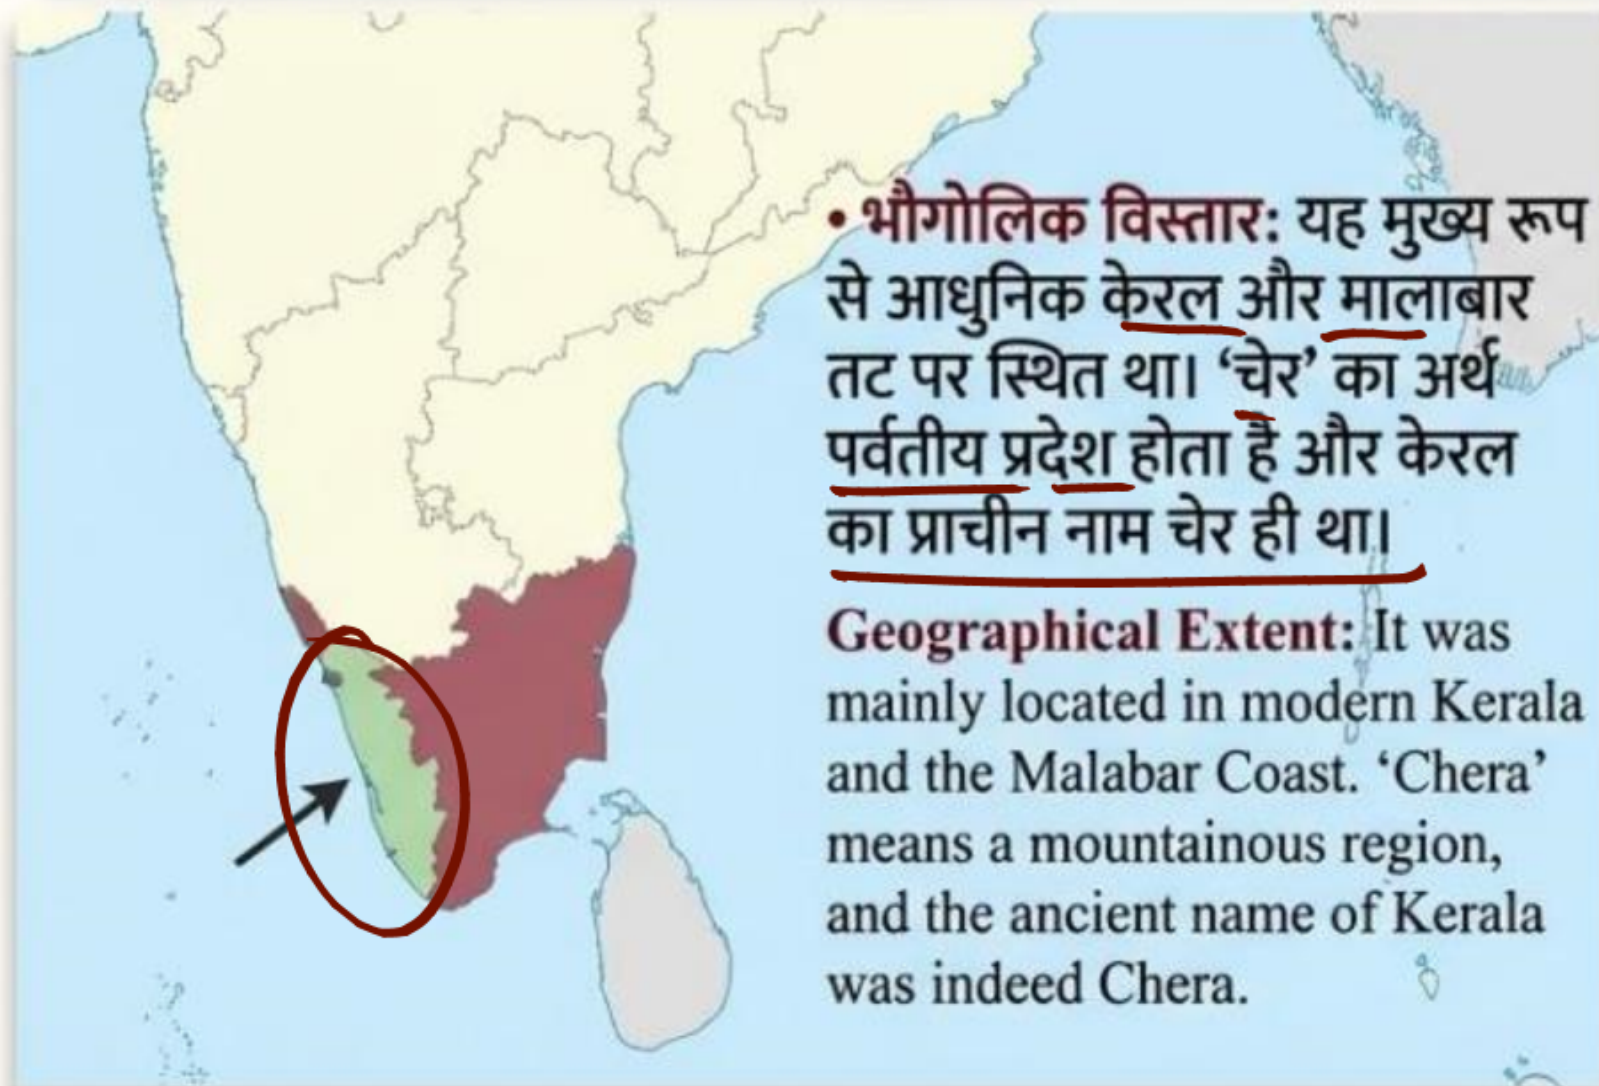 • भौगोलिक विस्तार: यह मुख्य रूप
से आधुनिक केरल और मालाबार
तट पर स्थित था। ‘चेर’ का अर्थ
पर्वतीय प्रदेश होता है और केरल
का प्राचीन नाम चेर ही था।
Geographical Extent: It was
mainly located in modern Kerala
and the Malabar Coast. ‘Chera’
means a mountainous region,
and the ancient name of Kerala
was indeed Chera.